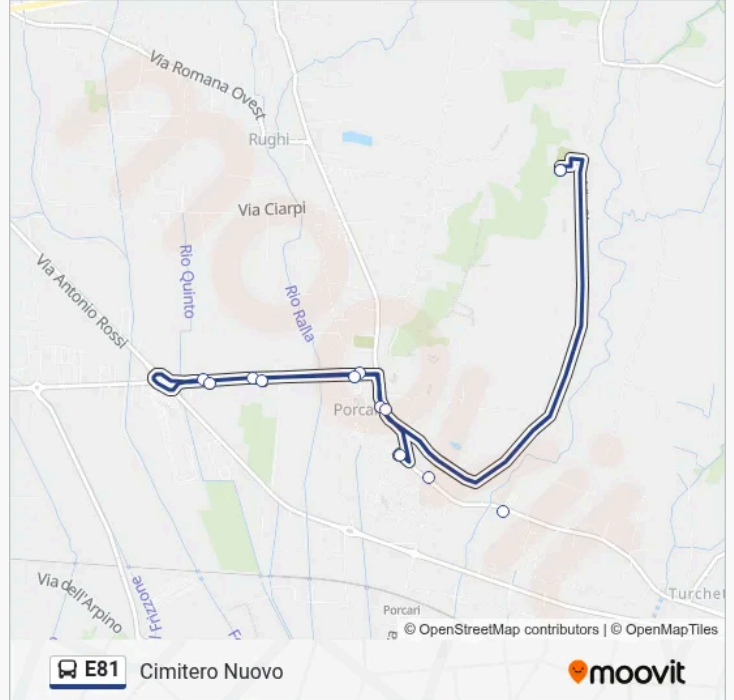 Via Romana Ovest
Rughi
Via Ciarpi
Rio Quinto
Via Antonio Rossi
Rio Ralla
Porcari
Via dell'Arpino
Frizzone
Turchet
Porcari
© OpenStreetMap contributors | © OpenMapTiles
E81 Cimitero Nuovo
moovit